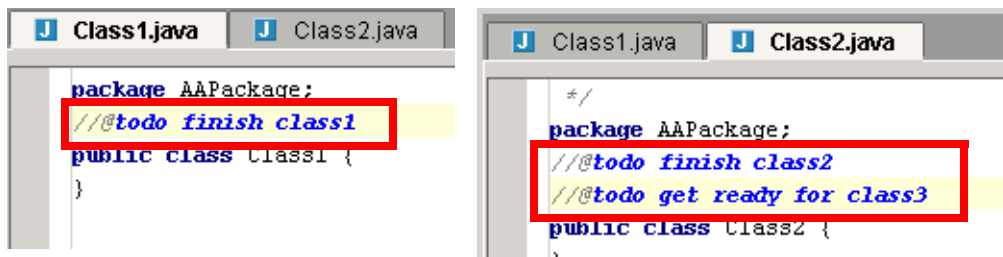 Class1.java Class2.java
package AAPackage;
//@todo finish class1
public class Class1 {
}
Class1.java Class2.java
*/
package AAPackage;
//@todo finish class2
//@todo get ready for class3
public class Class2 {
}